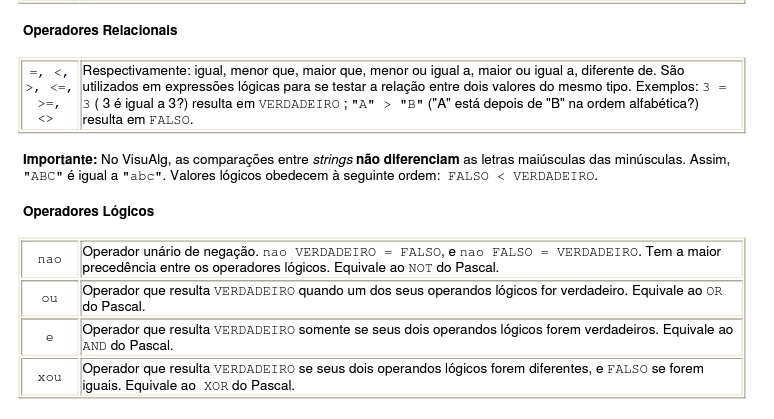 Operadores Relacionais
=, <, >, <=, >=, <>
Respectivamente: igual, menor que, maior que, menor ou igual a, maior ou igual a, diferente de. São
utilizados em expressões lógicas para se testar a relação entre dois valores do mesmo tipo. Exemplos: 3 =
3 ( 3 é igual a 3?) resulta em VERDADEIRO ; "A" > "B" ("A" está depois de "B" na ordem alfabética?)
resulta em FALSO.
Importante: No VisuAlg, as comparações entre strings não diferenciam as letras maiúsculas das minúsculas. Assim,
"ABC" é igual a "abc". Valores lógicos obedecem à seguinte ordem: FALSO < VERDADEIRO.
Operadores Lógicos
nao
Operador unário de negação. nao VERDADEIRO = FALSO, e nao FALSO = VERDADEIRO. Tem a maior
precedência entre os operadores lógicos. Equivale ao NOT do Pascal.
ou
Operador que resulta VERDADEIRO quando um dos seus operandos lógicos for verdadeiro. Equivale ao OR
do Pascal.
e
Operador que resulta VERDADEIRO somente se seus dois operandos lógicos forem verdadeiros. Equivale ao
AND do Pascal.
xou
Operador que resulta VERDADEIRO se seus dois operandos lógicos forem diferentes, e FALSO se forem
iguais. Equivale ao XOR do Pascal.